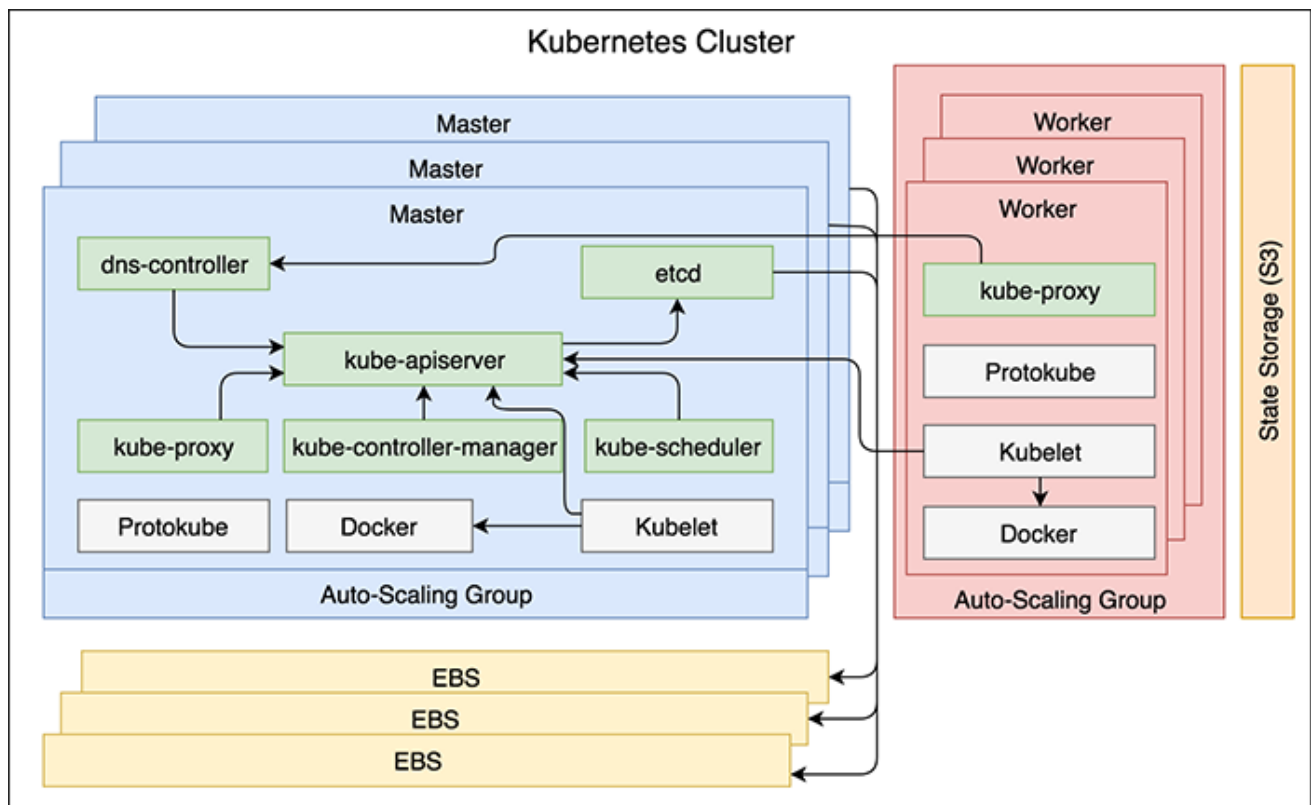 Kubernetes Cluster
Master
Master
Master
dns-controller
etcd
kube-apiserver
kube-proxy
kube-controller-manager
kube-scheduler
Protokube
Docker
Kubelet
Auto-Scaling Group
Worker
Worker
Worker
kube-proxy
Protokube
Kubelet
Docker
Auto-Scaling Group
State Storage (S3)
EBS
EBS
EBS